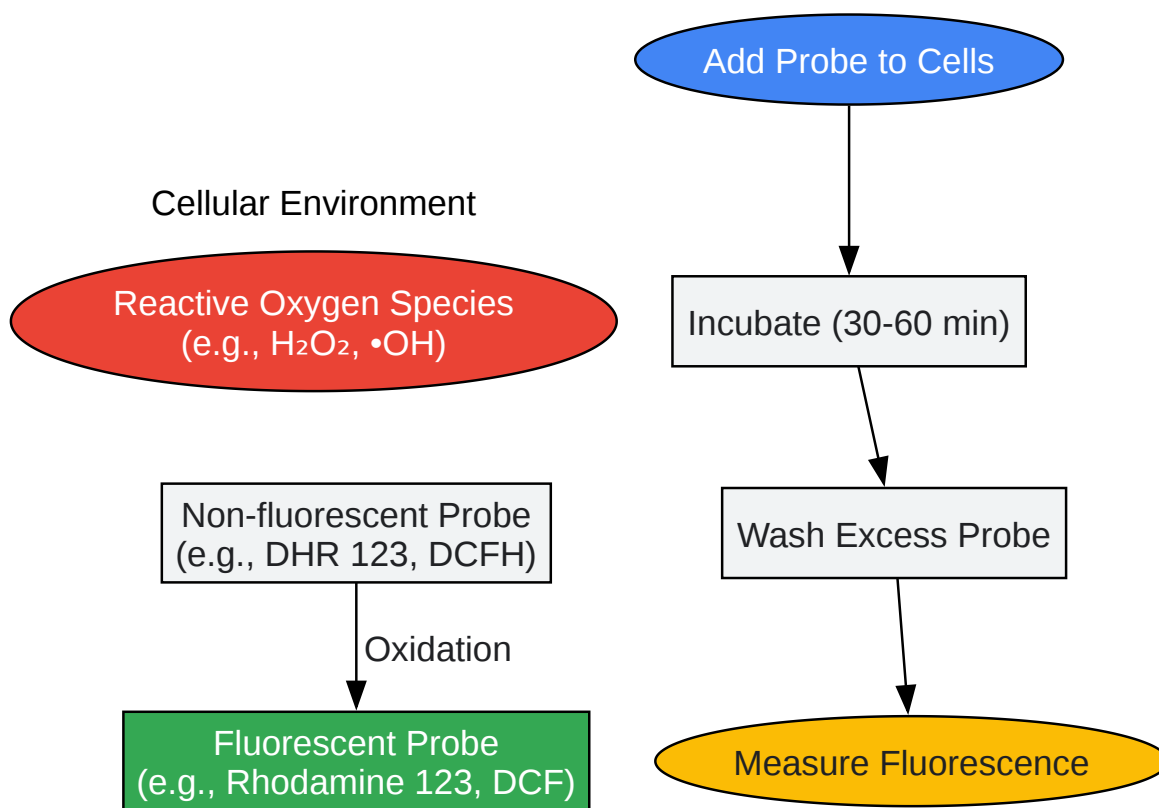 Add Probe to Cells
Cellular Environment
Reactive Oxygen Species
(e.g., H₂O₂, •OH)
Incubate (30-60 min)
Non-fluorescent Probe
(e.g., DHR 123, DCFH)
Wash Excess Probe
Oxidation
Fluorescent Probe
(e.g., Rhodamine 123, DCF)
Measure Fluorescence